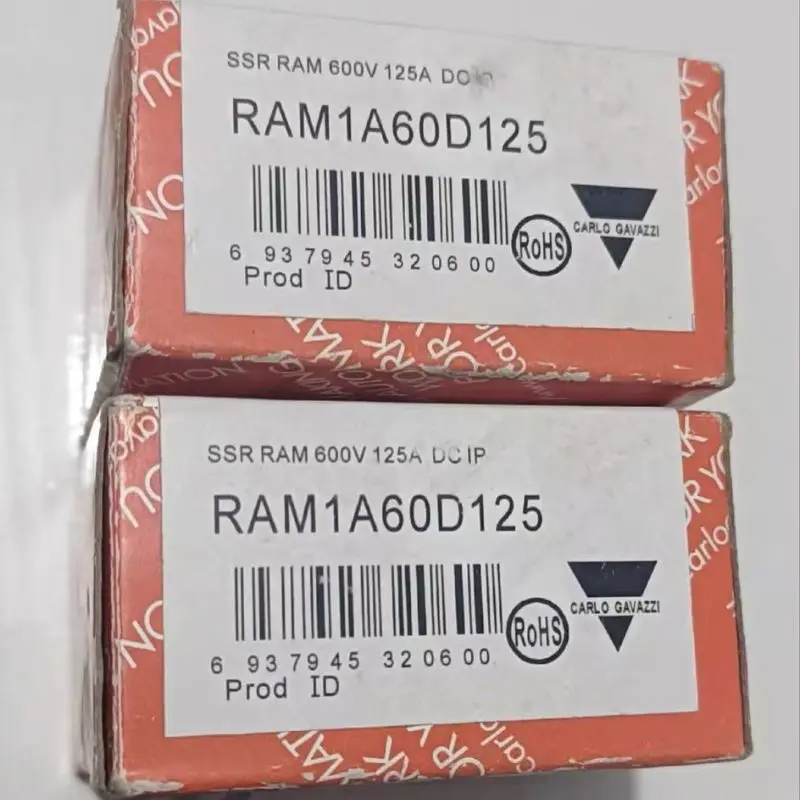 SSR RAM 600V 125A DC
RAM1A60D125
RoHS
CARLO GAVAZZI
6 937945 320600
Prod ID
SSR RAM 600V 125A DC IP
RAM1A60D125
RoHS
CARLO GAVAZZI
6 937945 320600
Prod ID